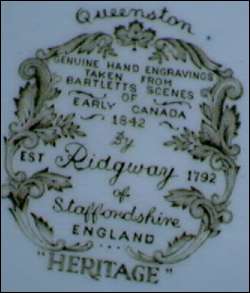 Queenston
GENUINE HAND ENGRAVINGS
TAKEN FROM
BARTLETTS SCENES
OF
EARLY CANADA
1842
by
EST Ridgway 1792
of
Staffordshire
ENGLAND
"HERITAGE"